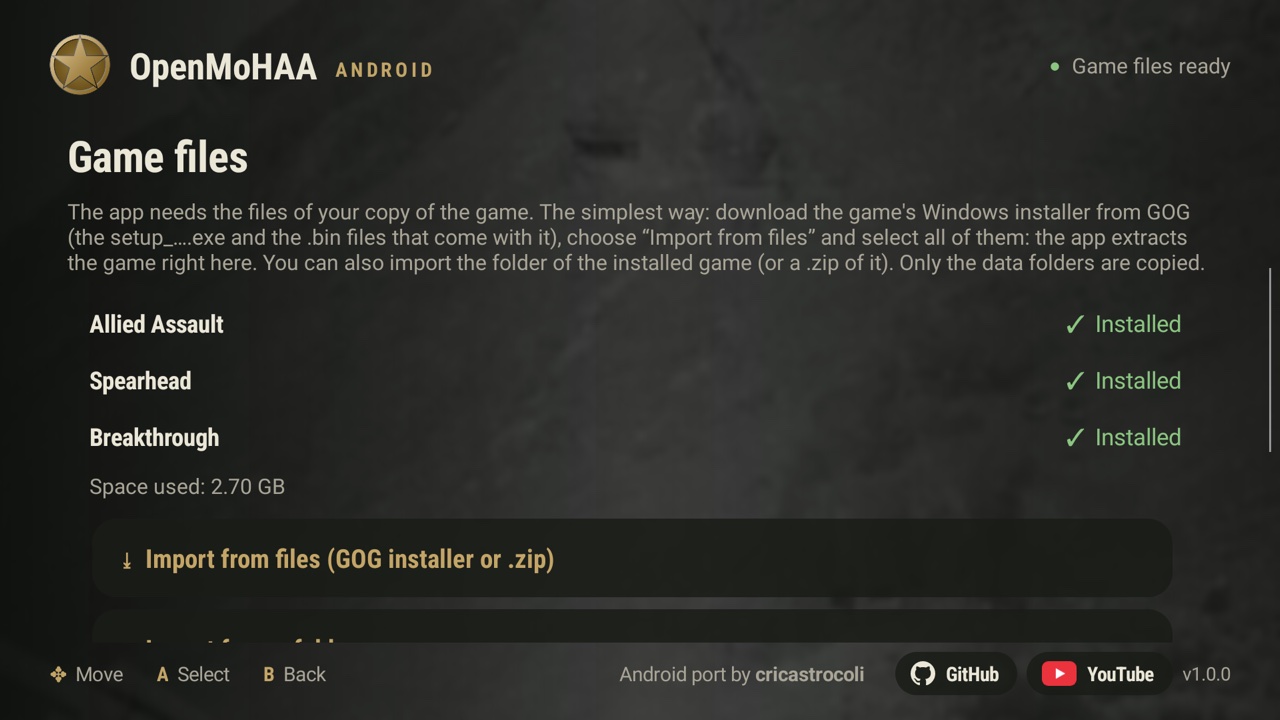 OpenMoHAA ANDROID
Game files ready
Game files
The app needs the files of your copy of the game. The simplest way: download the game's Windows installer from GOG
(the setup_….exe and the .bin files that come with it), choose “Import from files” and select all of them: the app extracts
the game right here. You can also import the folder of the installed game (or a .zip of it). Only the data folders are copied.
Allied Assault ✓ Installed
Spearhead ✓ Installed
Breakthrough ✓ Installed
Space used: 2.70 GB
Import from files (GOG installer or .zip)
Move A Select B Back
Android port by cricastrocoli GitHub YouTube v1.0.0